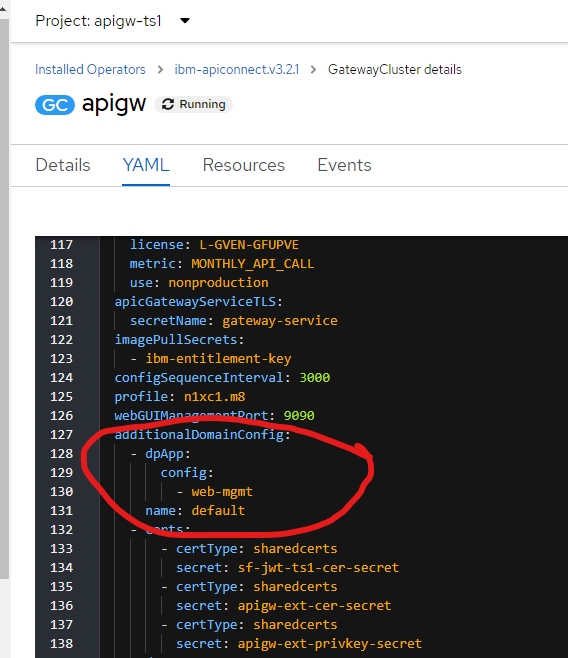 Project: apigw-ts1
Installed Operators > ibm-apiconnect.v3.2.1 > GatewayCluster details
GC apigw Running
Details YAML Resources Events
117 license: L-GVEN-GFUPVE
118 metric: MONTHLY_API_CALL
119 use: nonproduction
120 apicGatewayServiceTLS:
121 secretName: gateway-service
122 imagePullSecrets:
123 - ibm-entitlement-key
124 configSequenceInterval: 3000
125 profile: n1xc1.m8
126 webGUIManagementPort: 9090
127 additionalDomainConfig:
128 - dpApp:
129 config:
130 - web-mgmt
131 name: default
132 - certs:
133 - certType: sharedcerts
134 secret: sf-jwt-ts1-cer-secret
135 - certType: sharedcerts
136 secret: apigw-ext-cer-secret
137 - certType: sharedcerts
138 secret: apigw-ext-privkey-secret